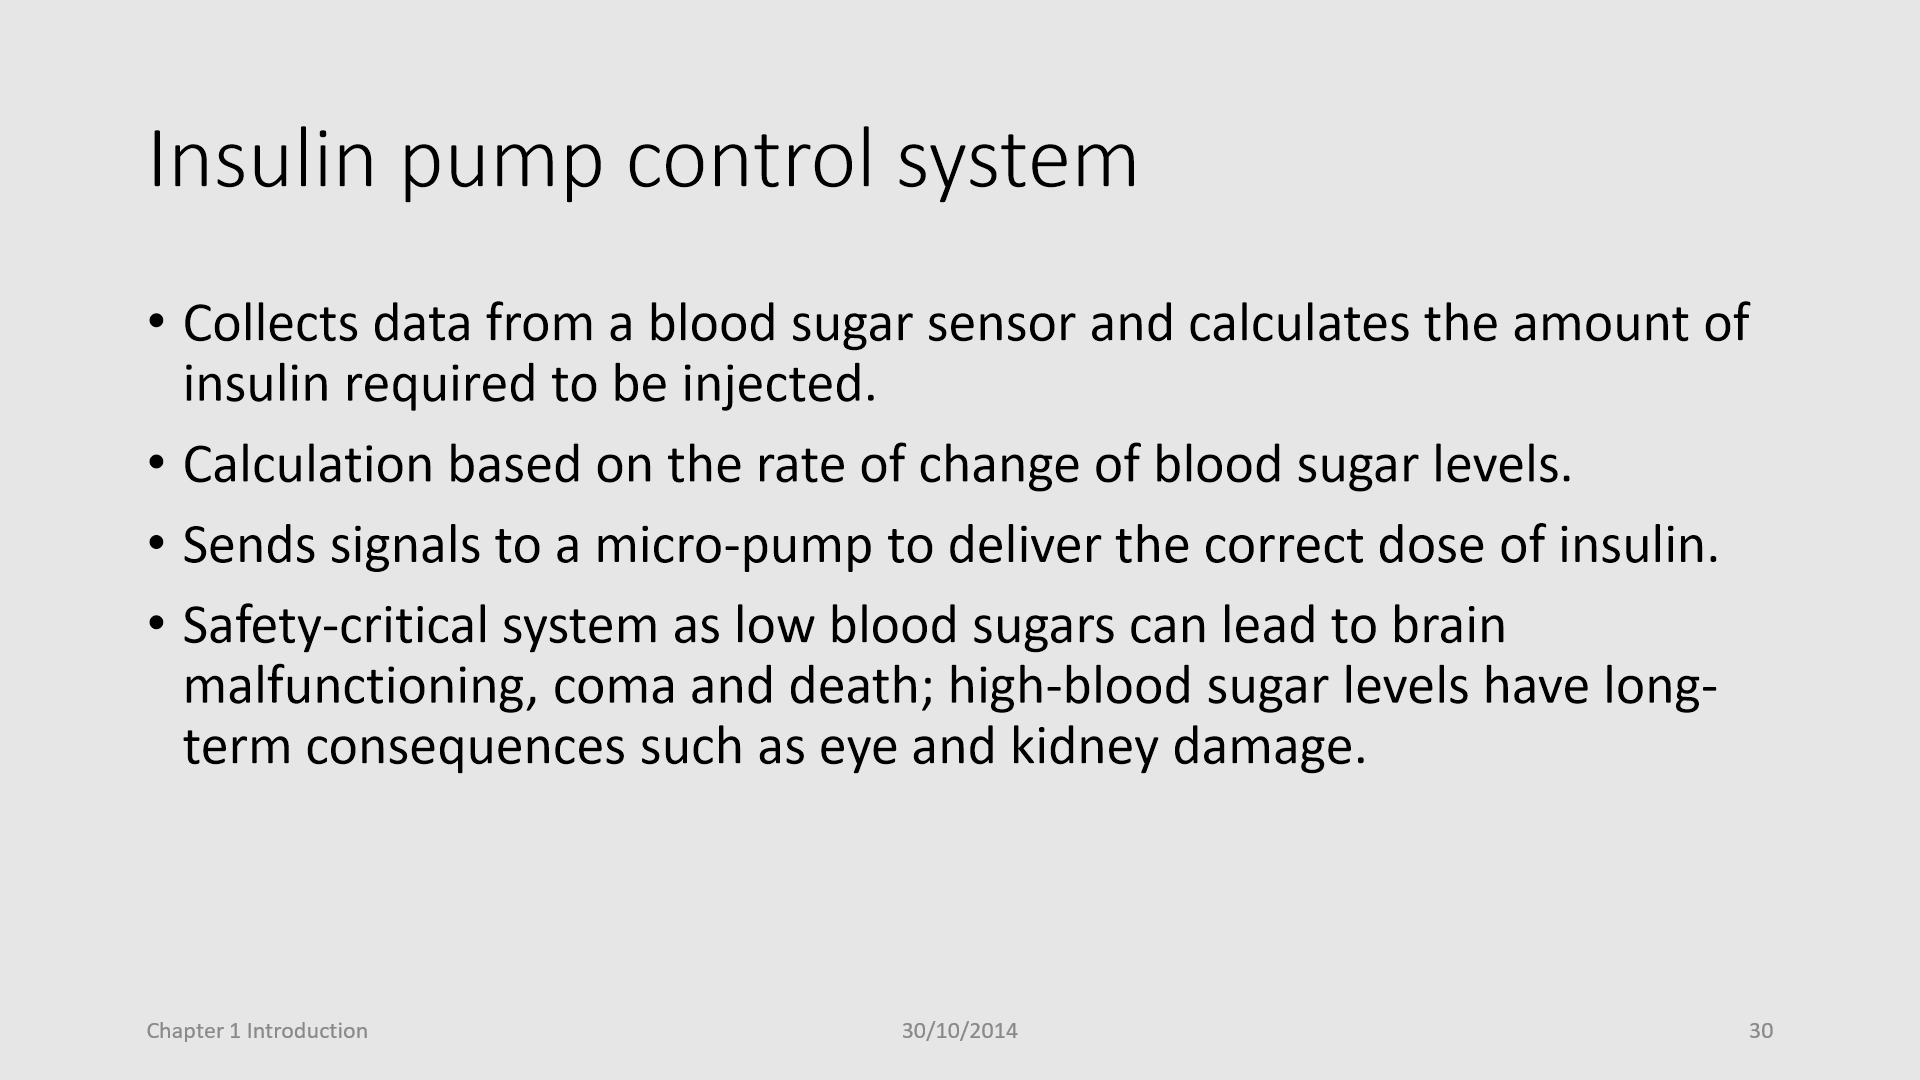 Insulin pump control system
• Collects data from a blood sugar sensor and calculates the amount of
insulin required to be injected.
• Calculation based on the rate of change of blood sugar levels.
• Sends signals to a micro-pump to deliver the correct dose of insulin.
• Safety-critical system as low blood sugars can lead to brain
malfunctioning, coma and death; high-blood sugar levels have long-
term consequences such as eye and kidney damage.
Chapter 1 Introduction
30/10/2014
30